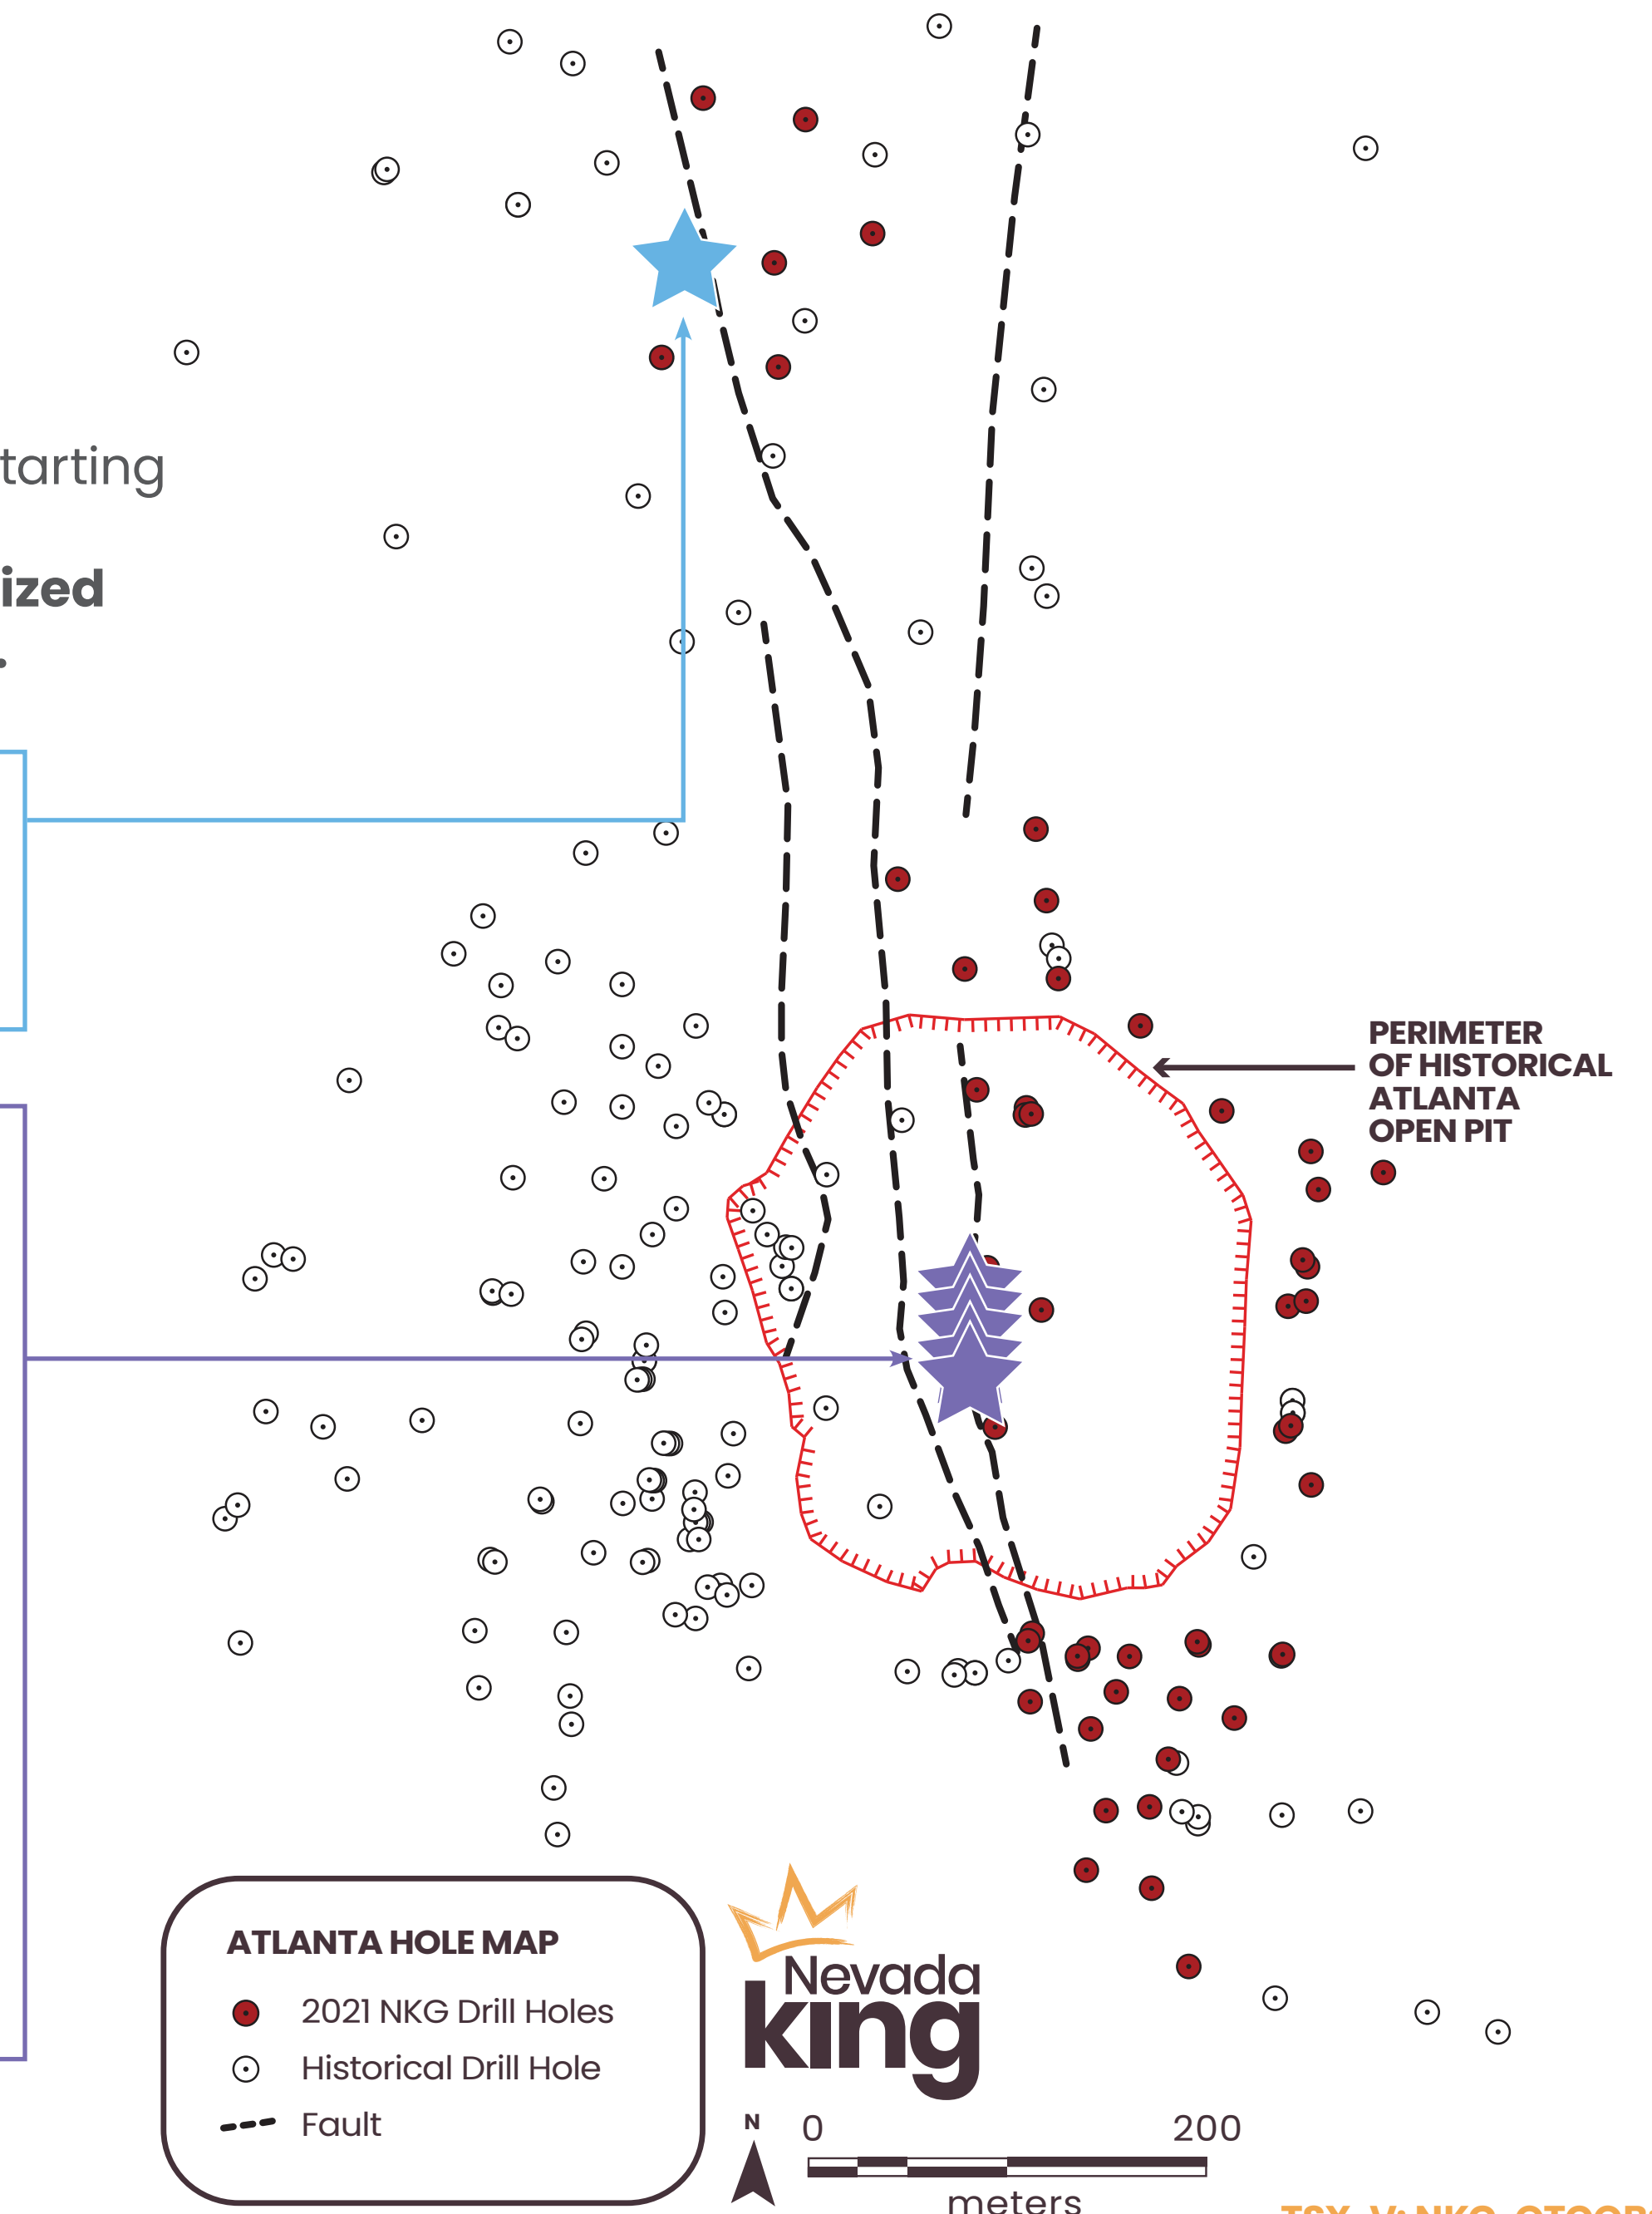 tarting
ized
.
PERIMETER
OF HISTORICAL
ATLANTA
OPEN PIT
ATLANTA HOLE MAP
2021 NKG Drill Holes
Historical Drill Hole
Fault
Nevada
king
N
0 200
meters